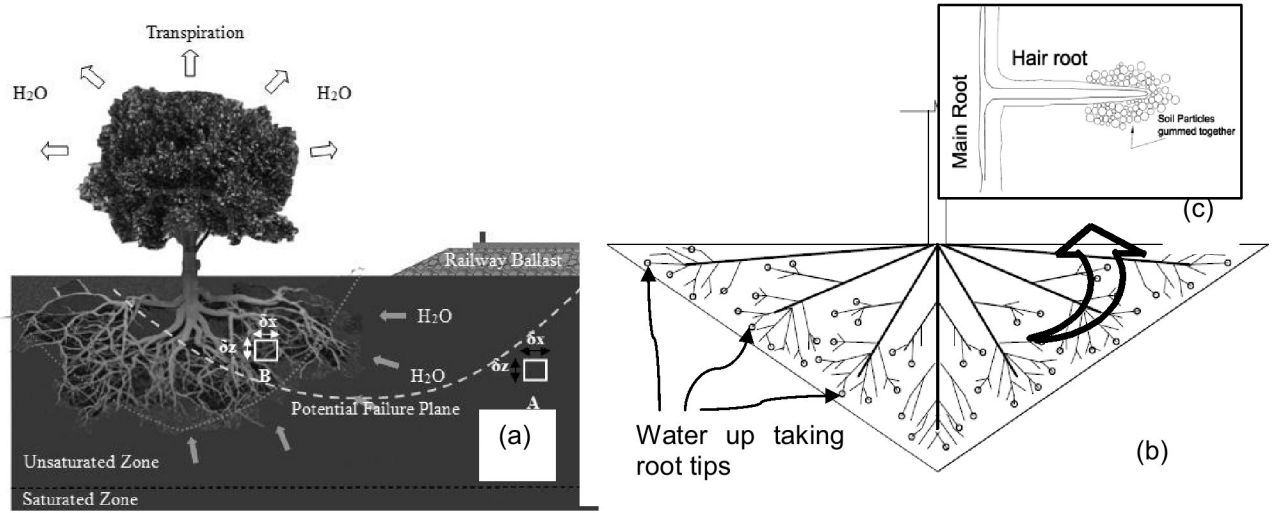 Transpiration
H2O
H2O
Railway Ballast
H2O
δx
δz
B
H2O
δx
δz
A
Potential Failure Plane
(a)
Unsaturated Zone
Saturated Zone
Main Root
Hair root
Soil Particles
gummed together
(c)
Water up taking
root tips
(b)